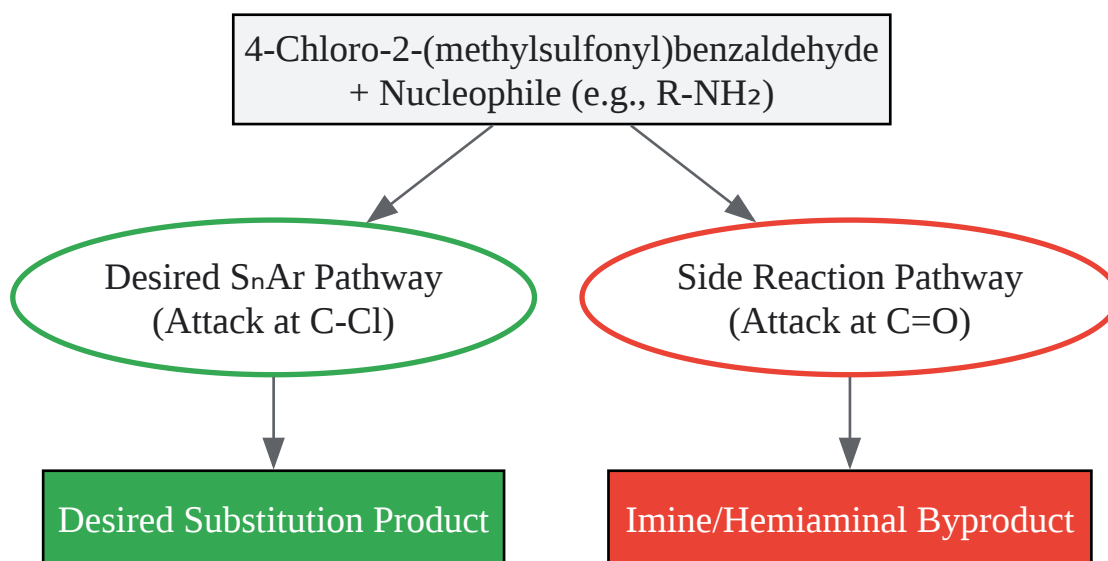 4-Chloro-2-(methylsulfonyl)benzaldehyde
+ Nucleophile (e.g., R-NH₂)
Desired SₙAr Pathway
(Attack at C-Cl)
Side Reaction Pathway
(Attack at C=O)
Desired Substitution Product
Imine/Hemiaminal Byproduct